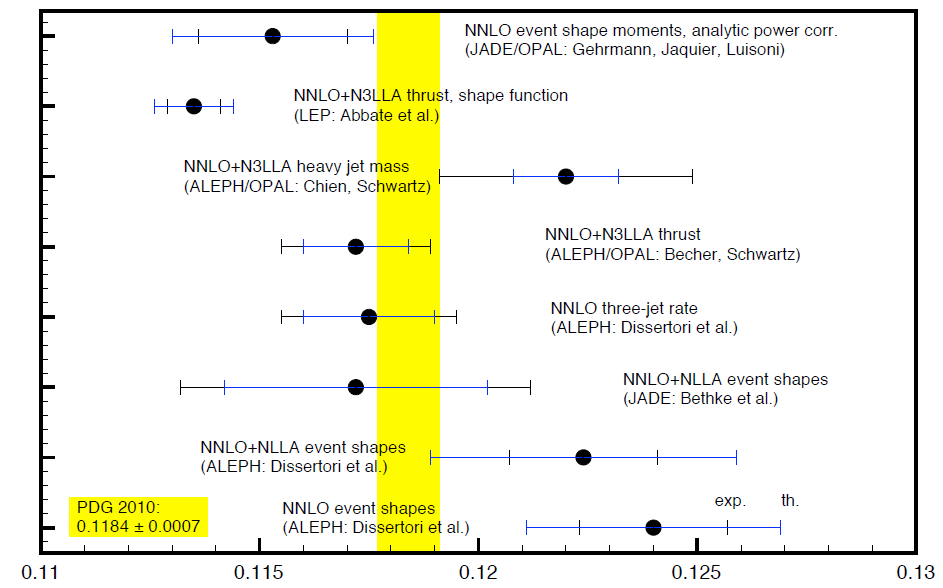 NNLO event shape moments, analytic power corr.
(JADE/OPAL: Gehrmann, Jaquier, Luisoni)
NNLO+N3LLA thrust, shape function
(LEP: Abbate et al.)
NNLO+N3LLA heavy jet mass
(ALEPH/OPAL: Chien, Schwartz)
NNLO+N3LLA thrust
(ALEPH/OPAL: Becher, Schwartz)
NNLO three-jet rate
(ALEPH: Dissertori et al.)
NNLO+NLLA event shapes
(JADE: Bethke et al.)
NNLO+NLLA event shapes
(ALEPH: Dissertori et al.)
exp. th.
PDG 2010:
0.1184 ± 0.0007
NNLO event shapes
(ALEPH: Dissertori et al.)
0.11 0.115 0.12 0.125 0.13